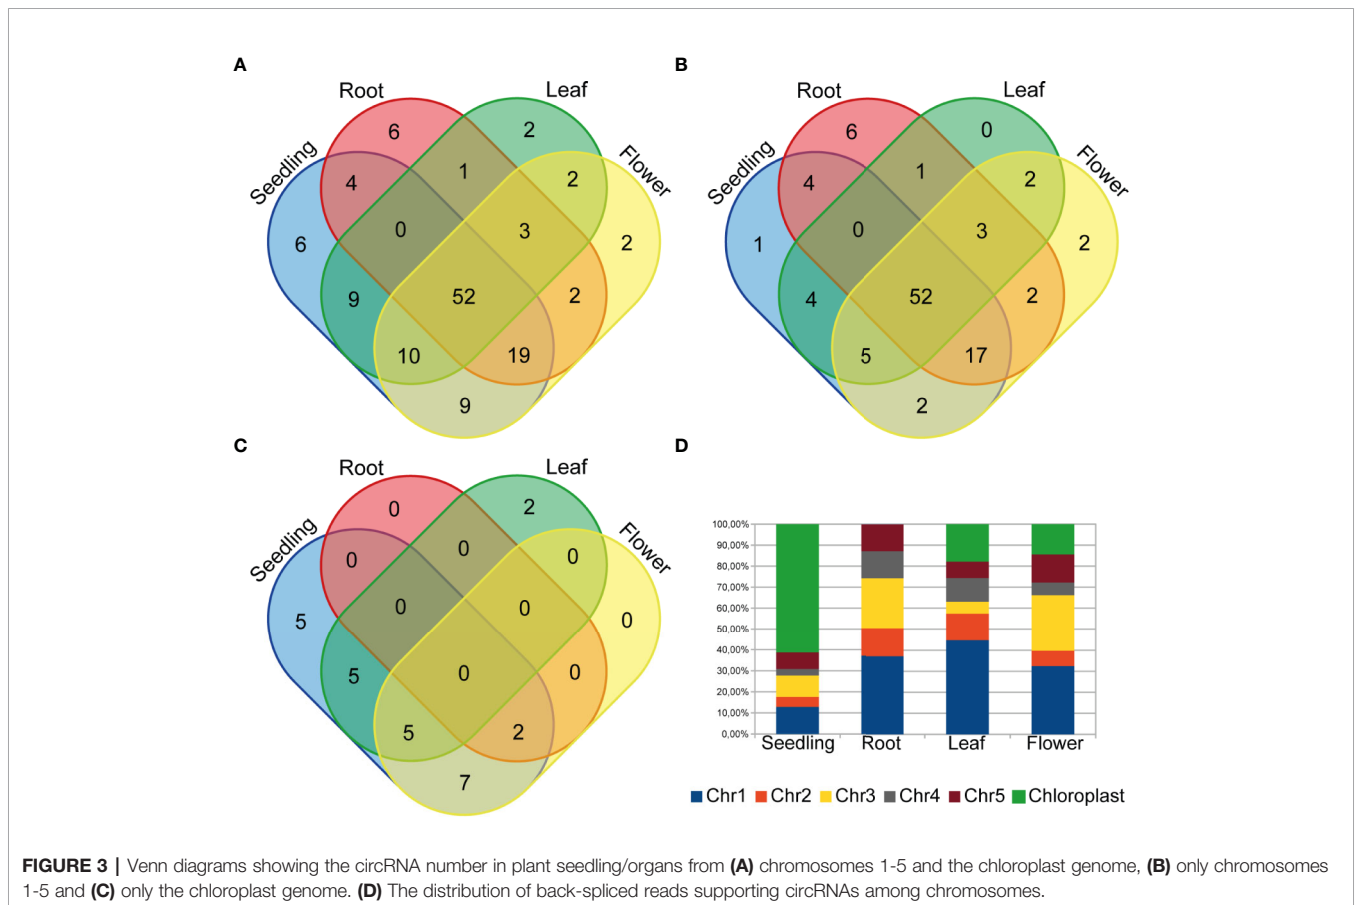 A
Root
Leaf
Seedling
Flower
6
2
4
1
2
6
0
3
2
9
52
2
10
19
9
B
Root
Leaf
Seedling
Flower
6
0
4
1
2
1
0
3
2
4
52
2
5
17
2
C
Root
Leaf
Seedling
Flower
0
2
0
0
0
5
0
0
0
5
0
0
5
2
7
D
100,00%
90,00%
80,00%
70,00%
60,00%
50,00%
40,00%
30,00%
20,00%
10,00%
0,00%
Seedling Root Leaf Flower
Chr1 Chr2 Chr3 Chr4 Chr5 Chloroplast
FIGURE 3 | Venn diagrams showing the circRNA number in plant seedling/organs from (A) chromosomes 1-5 and the chloroplast genome, (B) only chromosomes
1-5 and (C) only the chloroplast genome. (D) The distribution of back-spliced reads supporting circRNAs among chromosomes.